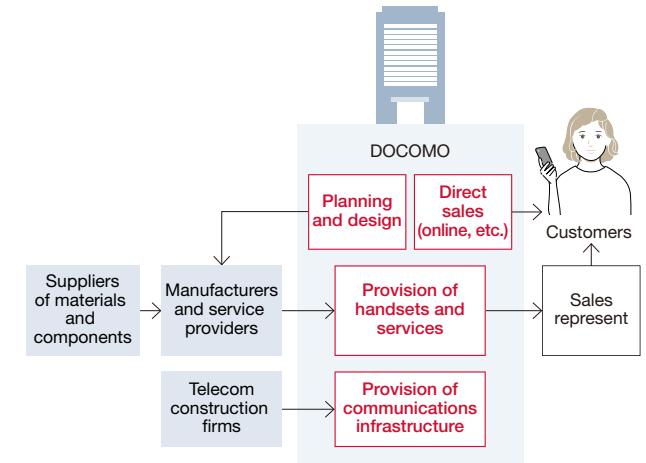 DOCOMO
Planning
and design
Direct
sales
(online, etc.)
Customers
Suppliers
of materials
and
components
Manufacturers
and service
providers
Provision of
handsets and
services
Sales
represent
Telecom
construction
firms
Provision of
communications
infrastructure